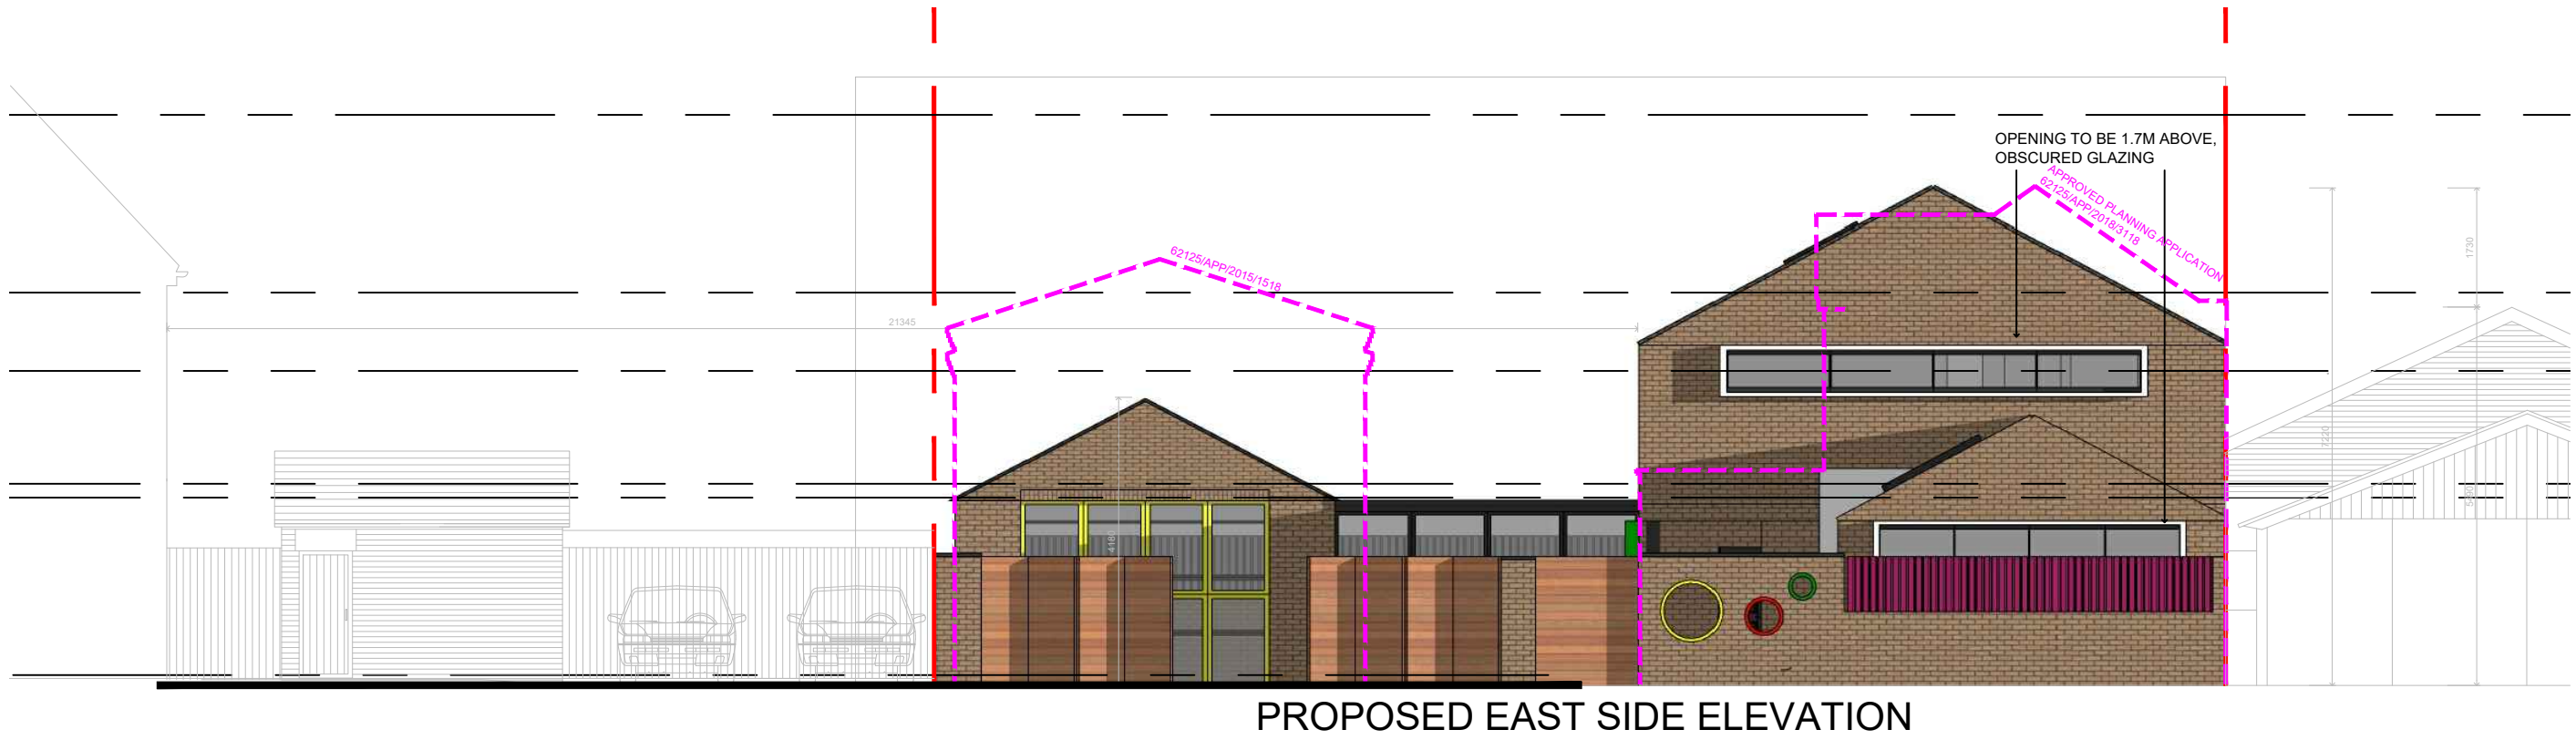 OPENING TO BE 1.7M ABOVE,
OBSCURED GLAZING
APPROVED PLANNING APPLICATION
62125/APP/2018/3118
62125/APP/2015/1518
21345
1730
7220
4180
PROPOSED EAST SIDE ELEVATION